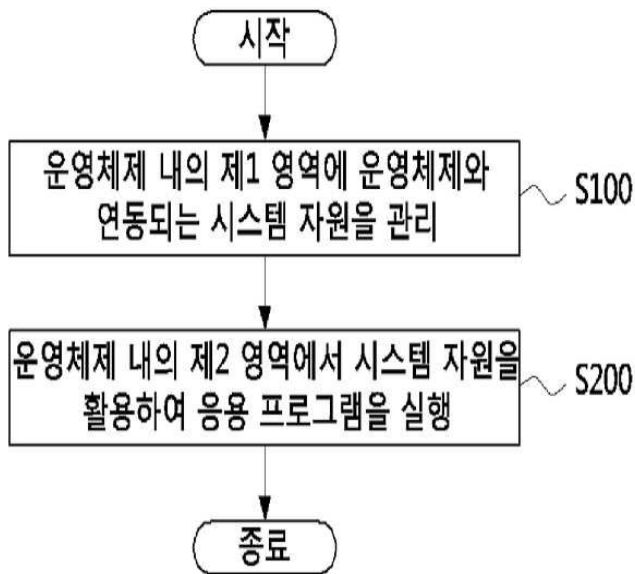 시작
운영체제 내의 제1 영역에 운영체제와
연동되는 시스템 자원을 관리
S100
운영체제 내의 제2 영역에서 시스템 자원을
활용하여 응용 프로그램을 실행
S200
종료